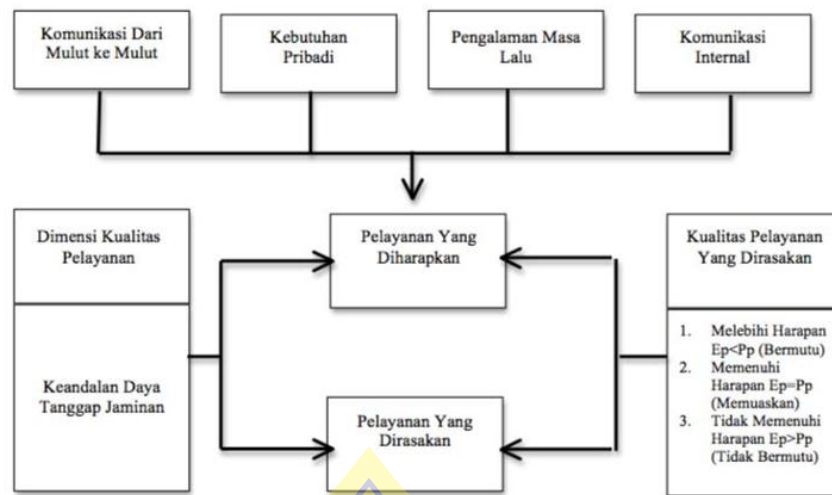 Komunikasi Dari
Mulut ke Mulut
Kebutuhan
Pribadi
Pengalaman Masa
Lalu
Komunikasi
Internal
Dimensi Kualitas
Pelayanan
Keandalan Daya
Tanggap Jaminan
Pelayanan Yang
Diharapkan
Pelayanan Yang
Dirasakan
Kualitas Pelayanan
Yang Dirasakan
1. Melebihi Harapan
Ep<Pp (Bermutu)
2. Memenuhi
Harapan Ep=Pp
(Memuaskan)
3. Tidak Memenuhi
Harapan Ep>Pp
(Tidak Bermutu)